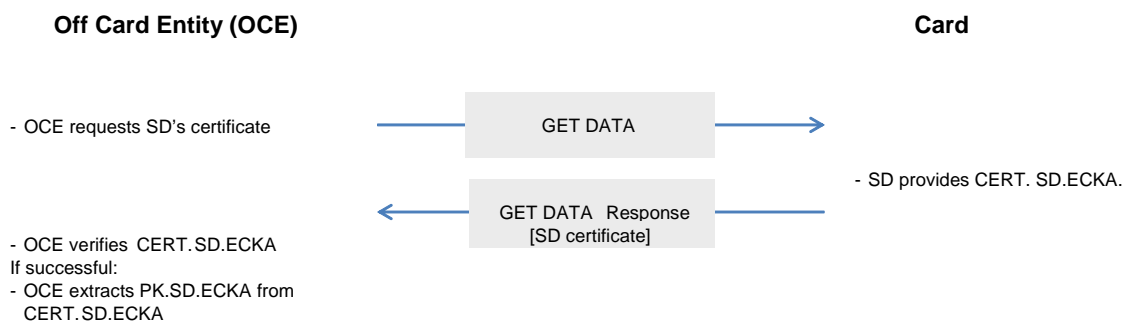 Off Card Entity (OCE)
Card
- OCE requests SD's certificate
GET DATA
- SD provides CERT. SD.ECKA.
GET DATA Response
[SD certificate]
- OCE verifies CERT.SD.ECKA
If successful:
- OCE extracts PK.SD.ECKA from
CERT.SD.ECKA